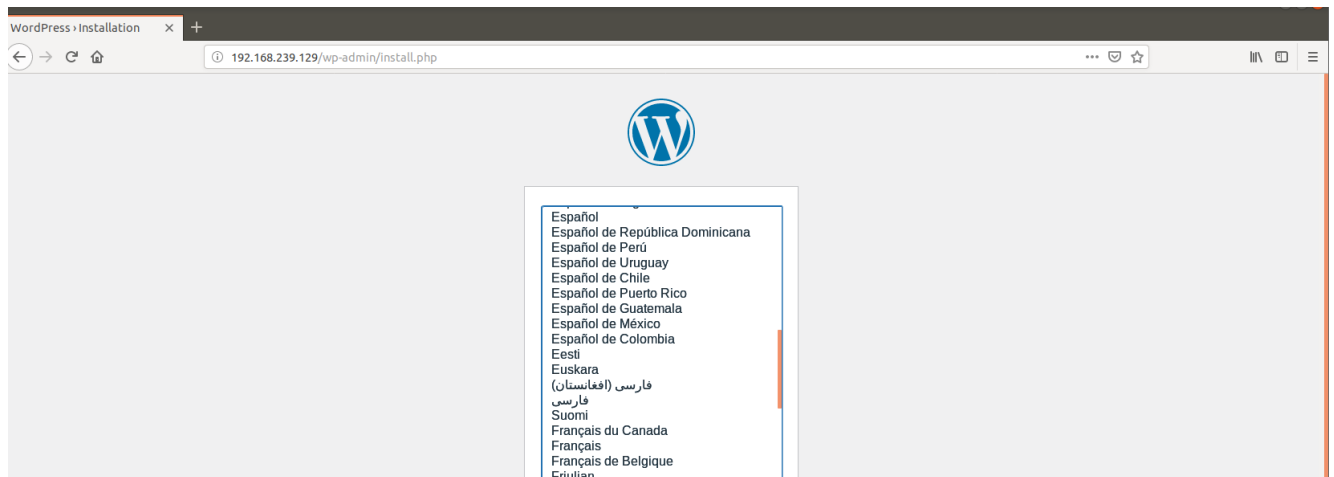 WordPress › Installation
192.168.239.129/wp-admin/install.php
Español
Español de República Dominicana
Español de Perú
Español de Uruguay
Español de Chile
Español de Puerto Rico
Español de Guatemala
Español de México
Español de Colombia
Eesti
Euskara
فارسی (افغانستان)
فارسی
Suomi
Français du Canada
Français
Français de Belgique
Friulian